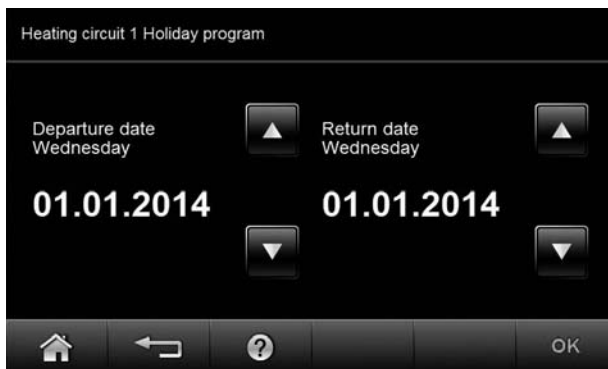 Heating circuit 1 Holiday program
Departure date
Wednesday
01.01.2014
Return date
Wednesday
01.01.2014
?
OK